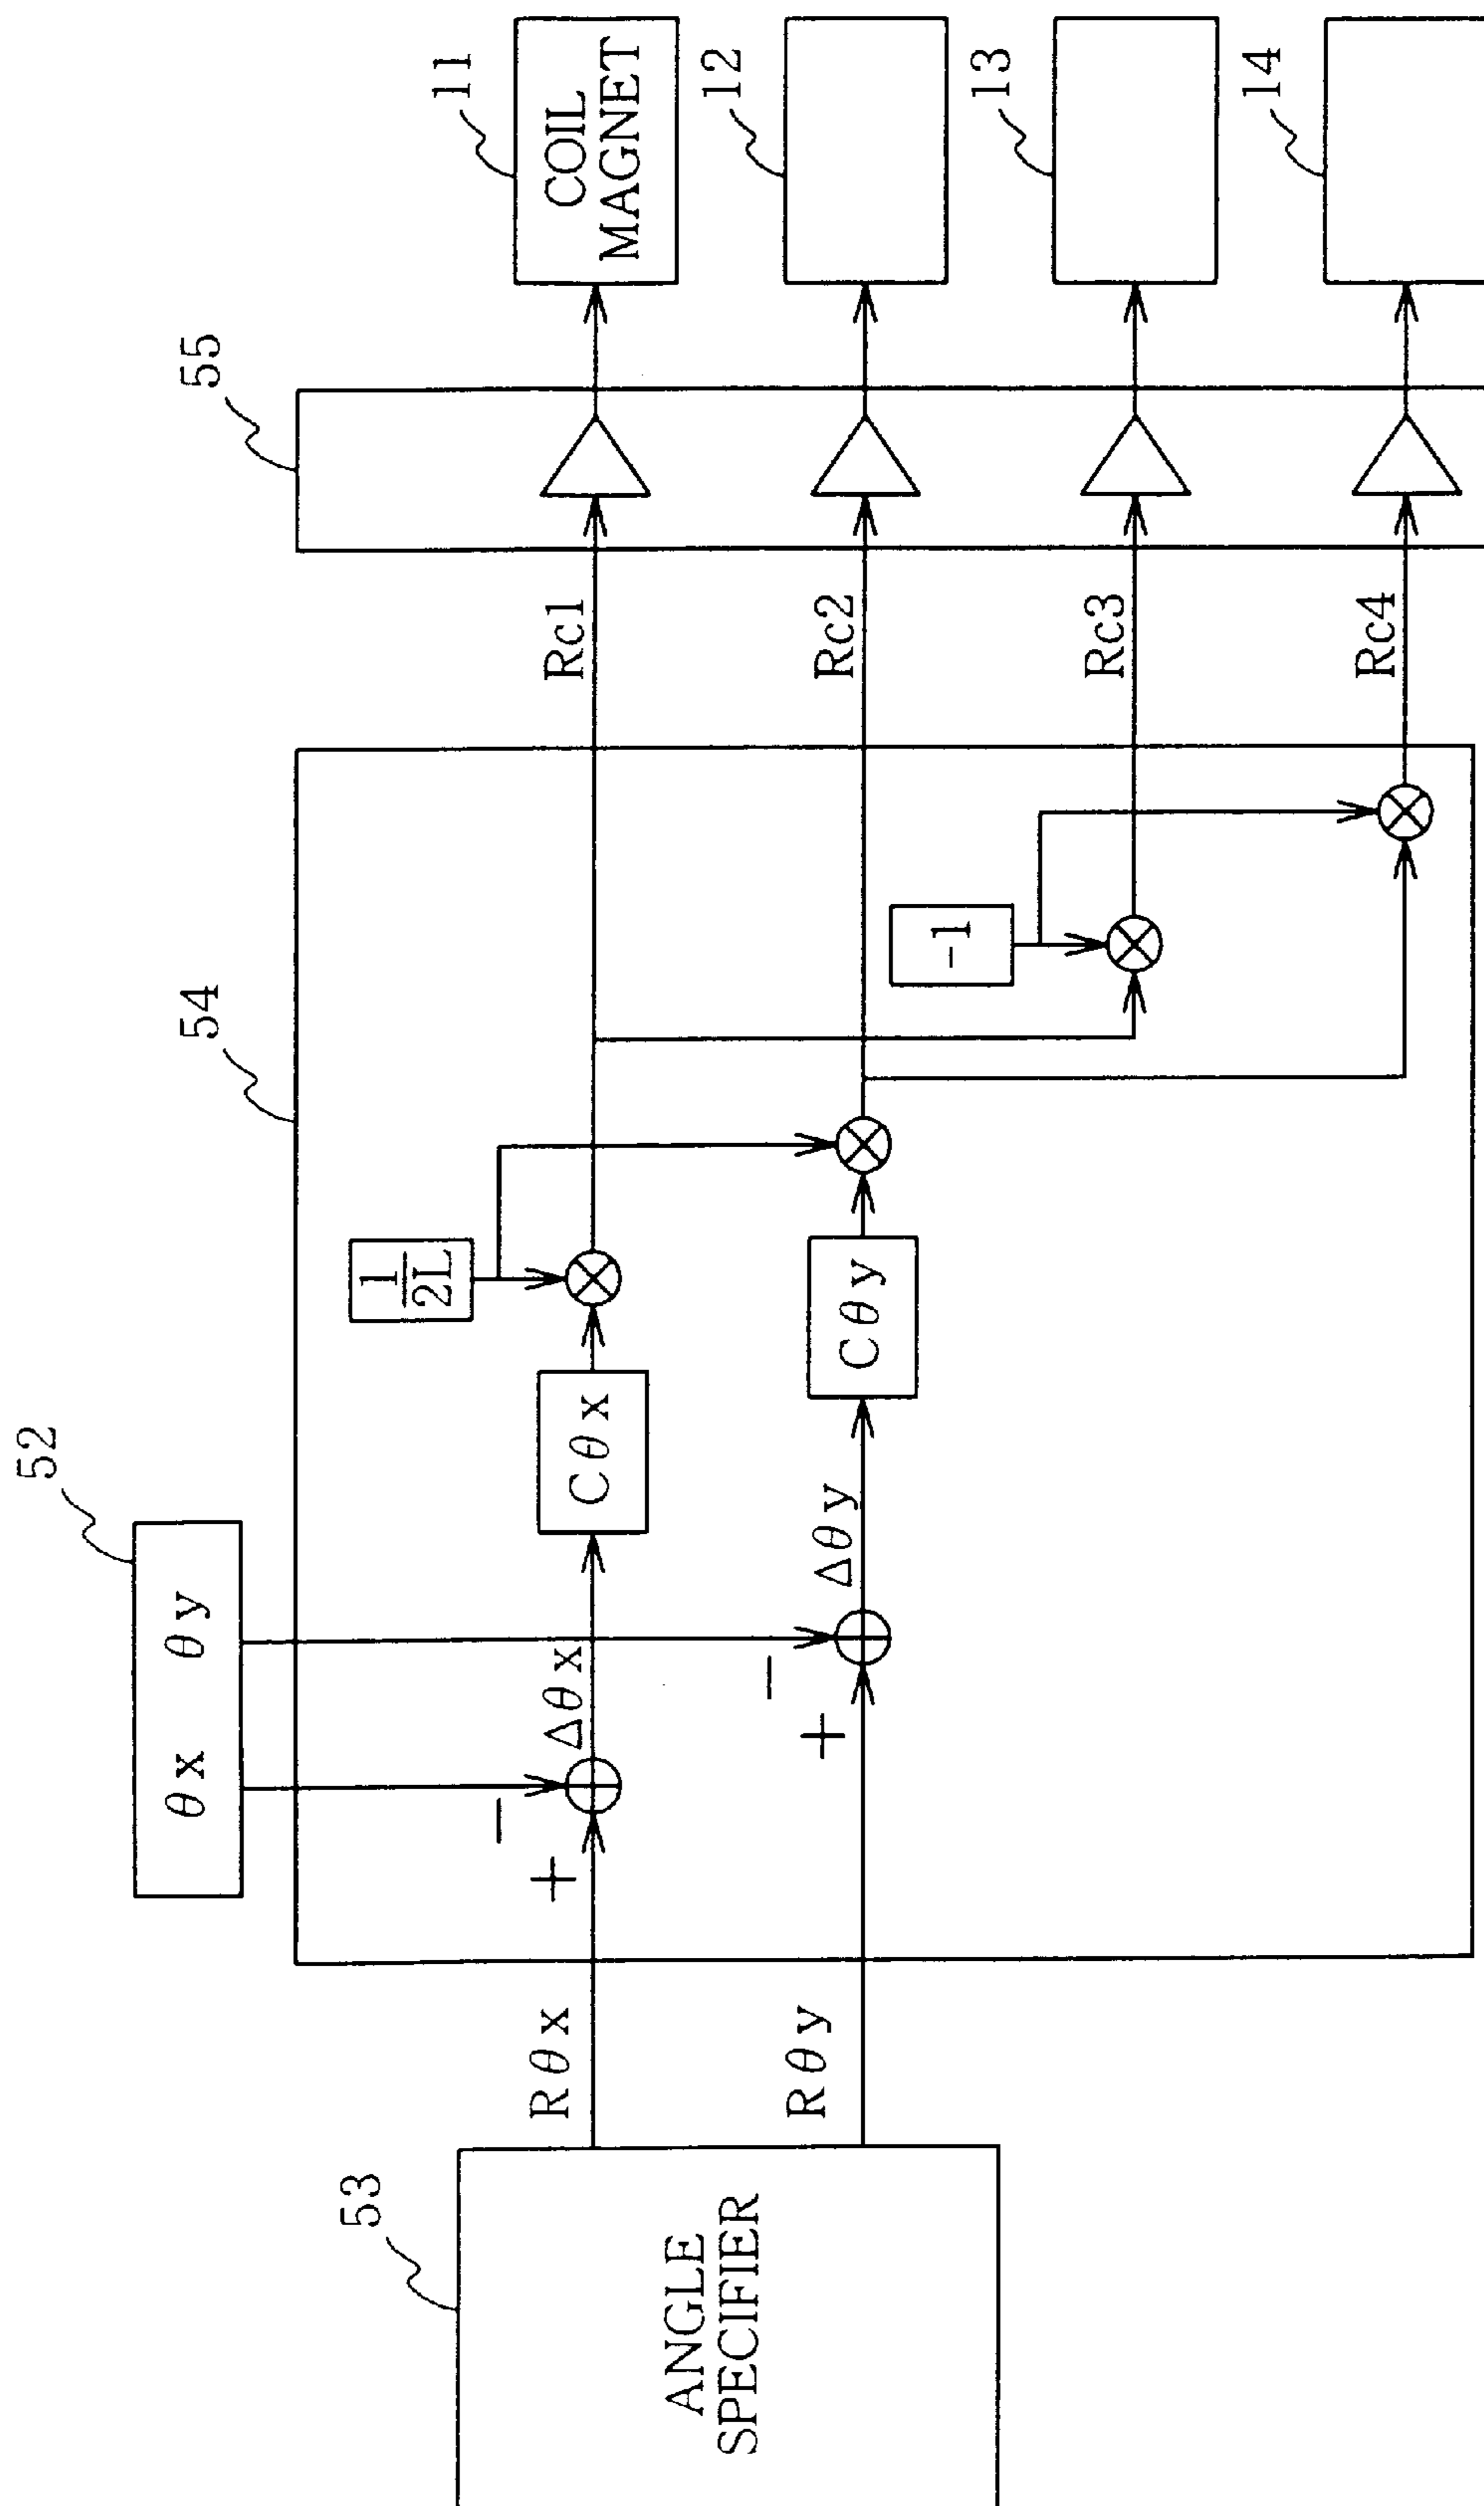 52
θx θy
54
55
53
ANGLE
SPECIFIER
Rθx
Rθy
+
−
Δθx
Cθx
1
2L
Rc1
11
COIL
MAGNET
+
−
Δθy
Cθy
Rc2
12
-1
Rc3
13
Rc4
14